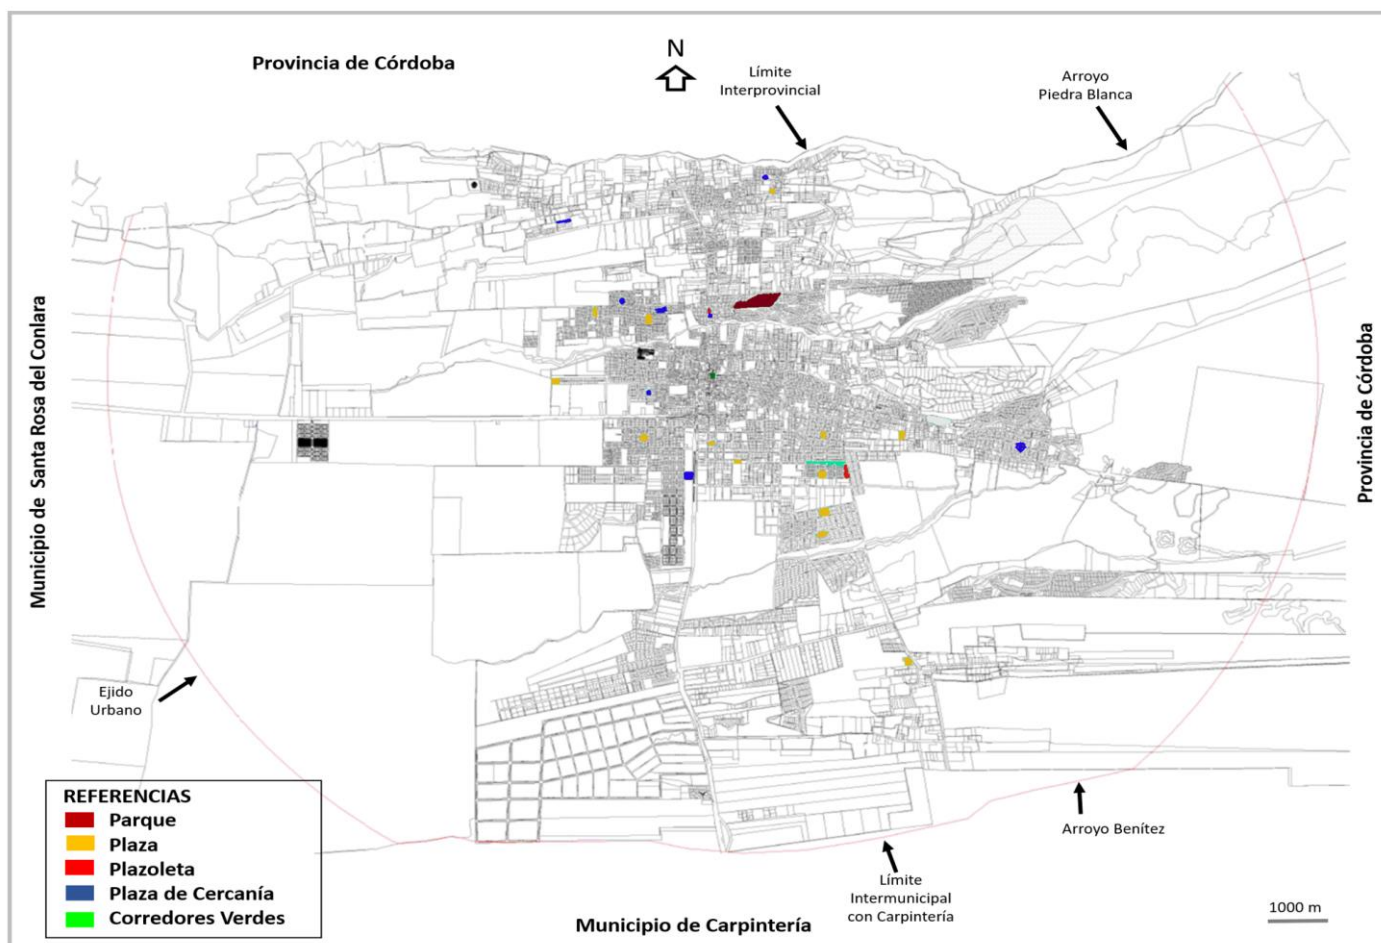 Provincia de Córdoba
N
Límite
Interprovincial
Arroyo
Piedra Blanca
Municipio de Santa Rosa del Conlara
Provincia de Córdoba
Ejido
Urbano
REFERENCIAS
Parque
Plaza
Plazoleta
Plaza de Cercanía
Corredores Verdes
Arroyo Benítez
Límite
Intermunicipal
con Carpintería
Municipio de Carpintería
1000 m